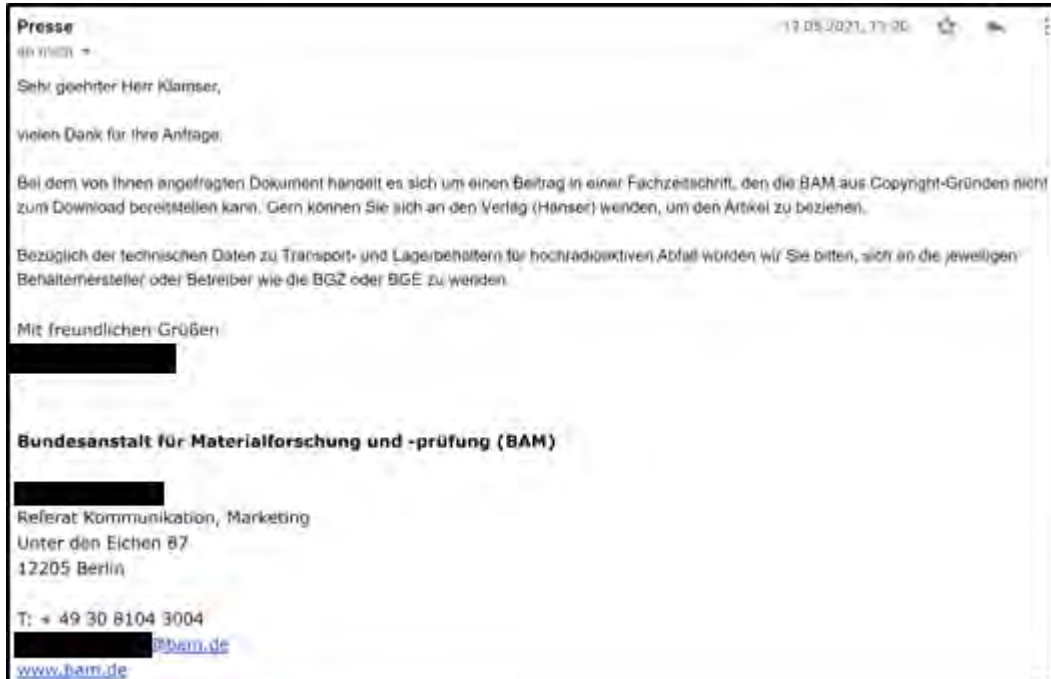 Presse
an mich
Sehr geehrter Herr Klamser,
vielen Dank für Ihre Anfrage.
Bei dem von Ihnen angefragten Dokument handelt es sich um einen Beitrag in einer Fachzeitschrift, den die BAM aus Copyright-Gründen nicht
zum Download bereitstellen kann. Gern können Sie sich an den Verlag (Hanser) wenden, um den Artikel zu beziehen.
Bezüglich der technischen Daten zu Transport- und Lagerbehältern für hochradioaktiven Abfall würden wir Sie bitten, sich an die jeweiligen
Behälterhersteller oder Betreiber wie die BGZ oder BGE zu wenden.
Mit freundlichen Grüßen
Bundesanstalt für Materialforschung und -prüfung (BAM)
Referat Kommunikation, Marketing
Unter den Eichen 87
12205 Berlin
T: + 49 30 8104 3004
@bam.de
www.bam.de